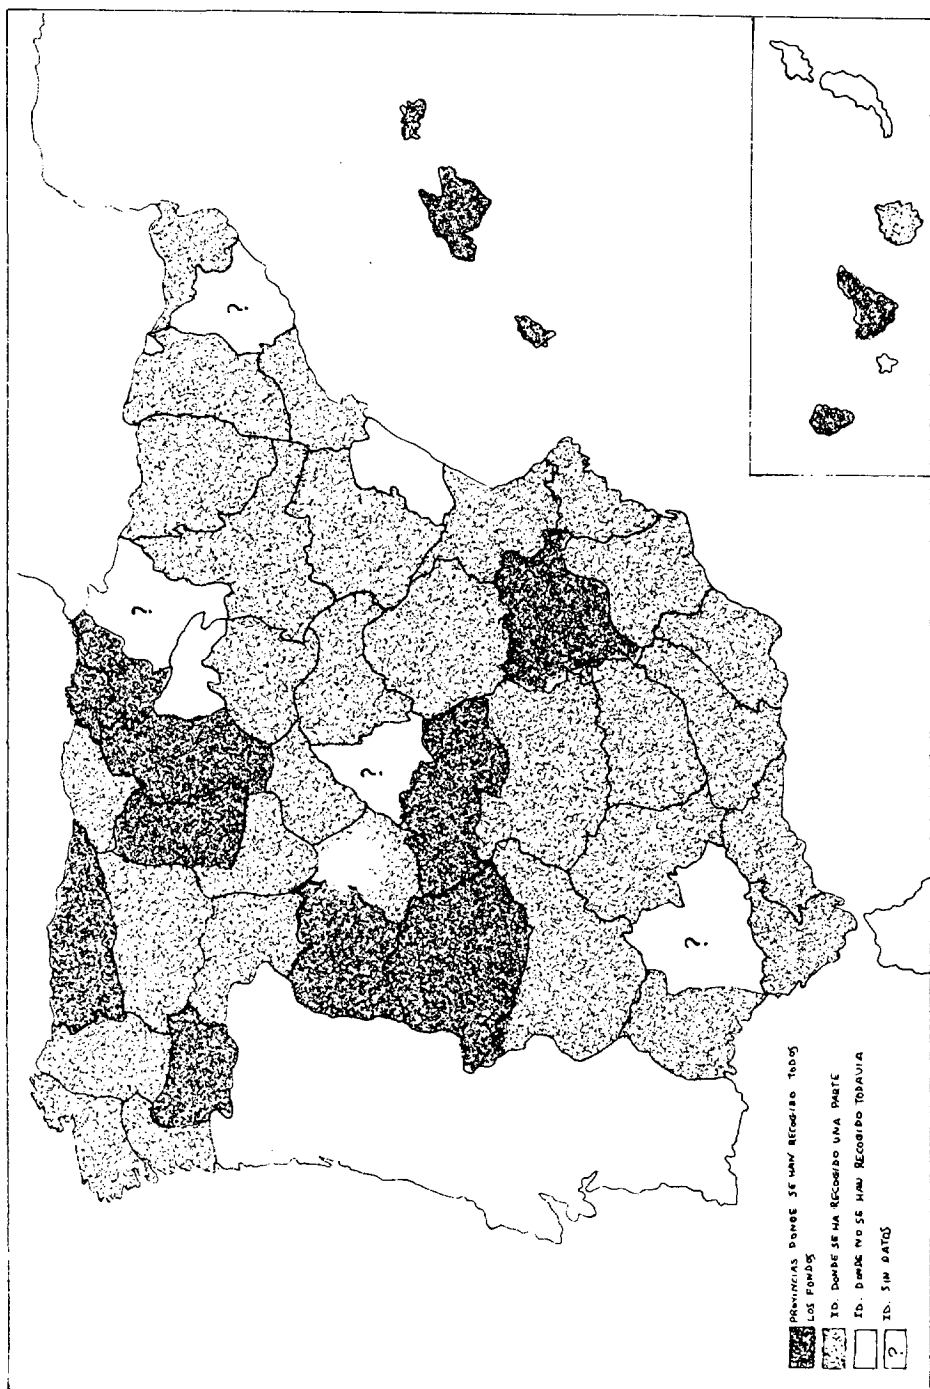 PROVINCIAS DONDE SE HAN RECOGIDO TODOS
LOS FONDOS
ID. DONDE SE HA RECOGIDO UNA PARTE
ID. DONDE NO SE HAN RECOGIDO TODAVIA
? ID. SIN DATOS
?
?
?
?